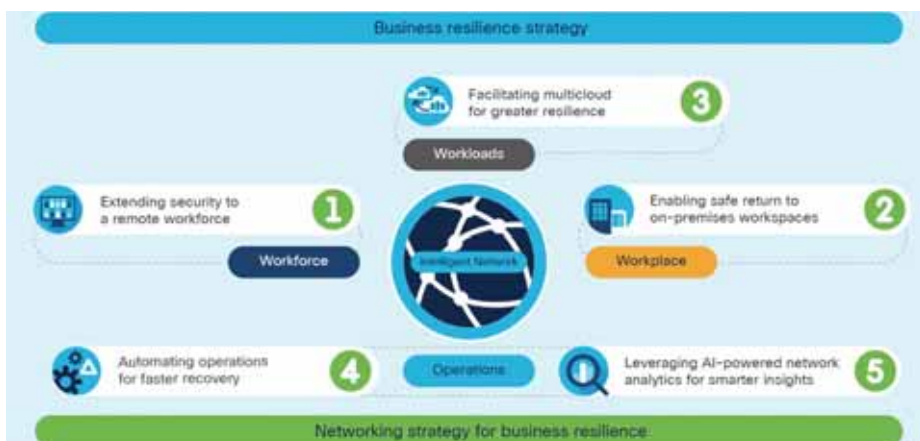 Business resilience strategy
Facilitating multicloud
for greater resilience
3
Workloads
Extending security to
a remote workforce
1
Workforce
Intelligent Network
Enabling safe return to
on-premises workspaces
2
Workplace
Automating operations
for faster recovery
4
Operations
Leveraging AI-powered network
analytics for smarter insights
5
Networking strategy for business resilience